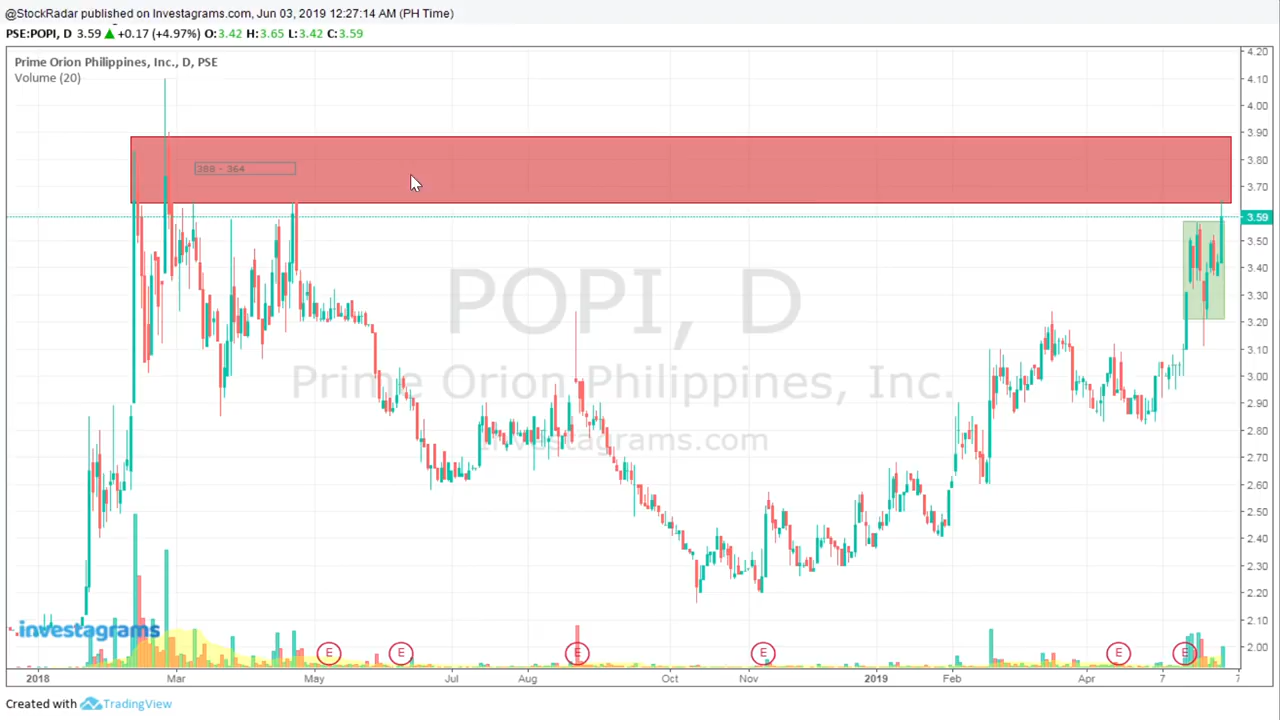 @StockRadar published on Investagrams.com, Jun 03, 2019 12:27:14 AM (PH Time)
PSE:POPI, D 3.59 ▲ +0.17 (+4.97%) O:3.42 H:3.65 L:3.42 C:3.59
Prime Orion Philippines, Inc., D, PSE
Volume (20)
4.20
4.10
4.00
3.90
3.80
388 - 364
3.70
3.59
3.50
3.40
3.30
3.20
3.10
3.00
2.90
2.80
2.70
2.60
2.50
2.40
2.30
2.20
2.10
2.00
POPI, D
Prime Orion Philippines, Inc.
Investagrams.com
investagrams
E E E E E E
2018 Mar May Jul Aug Oct Nov 2019 Feb Apr 7 7
Created with TradingView